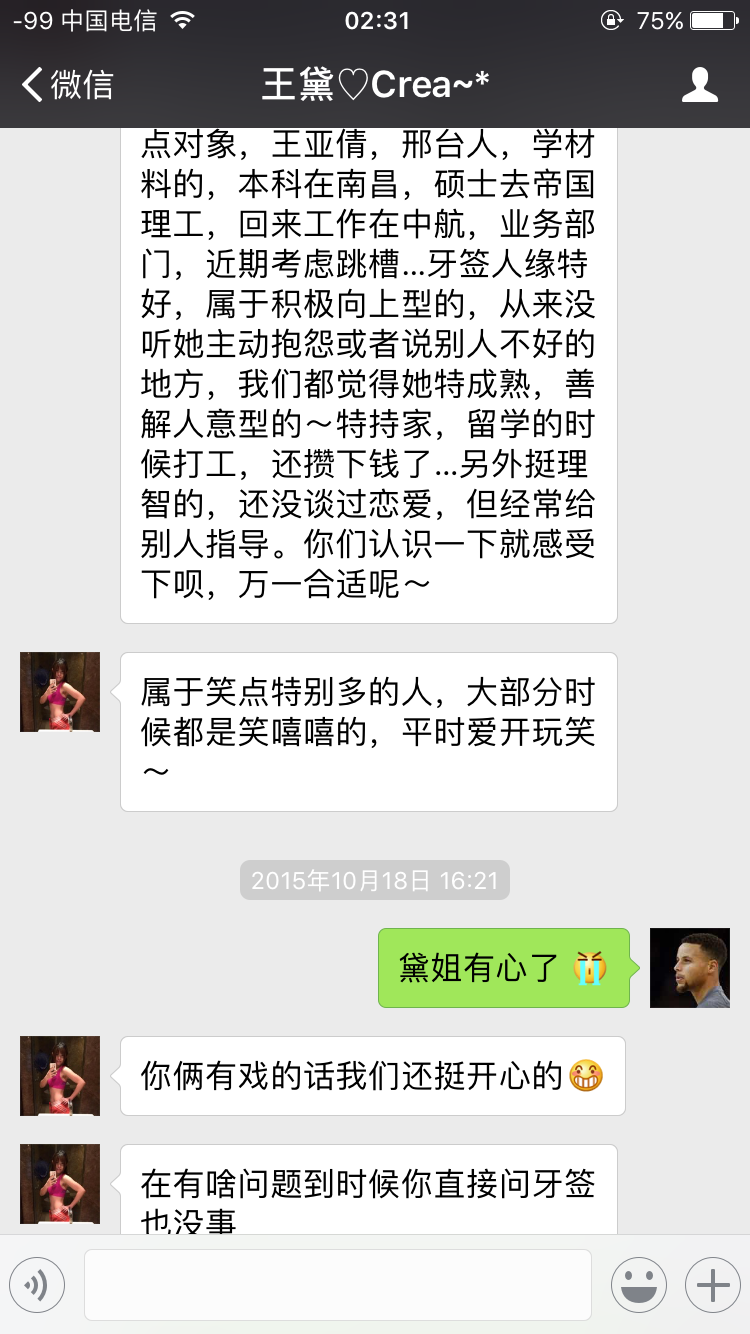 -99 中国电信 02:31 75%
微信 王黛♡Crea~*
点对象，王亚倩，邢台人，学材
料的，本科在南昌，硕士去帝国
理工，回来工作在中航，业务部
门，近期考虑跳槽…牙签人缘特
好，属于积极向上型的，从来没
听她主动抱怨或者说别人不好的
地方，我们都觉得她特成熟，善
解人意型的～特持家，留学的时
候打工，还攒下钱了…另外挺理
智的，还没谈过恋爱，但经常给
别人指导。你们认识一下就感受
下呗，万一合适呢～
属于笑点特别多的人，大部分时
候都是笑嘻嘻的，平时爱开玩笑
～
2015年10月18日 16:21
黛姐有心了 😭
你俩有戏的话我们还挺开心的😁
在有啥问题到时候你直接问牙签
也没事